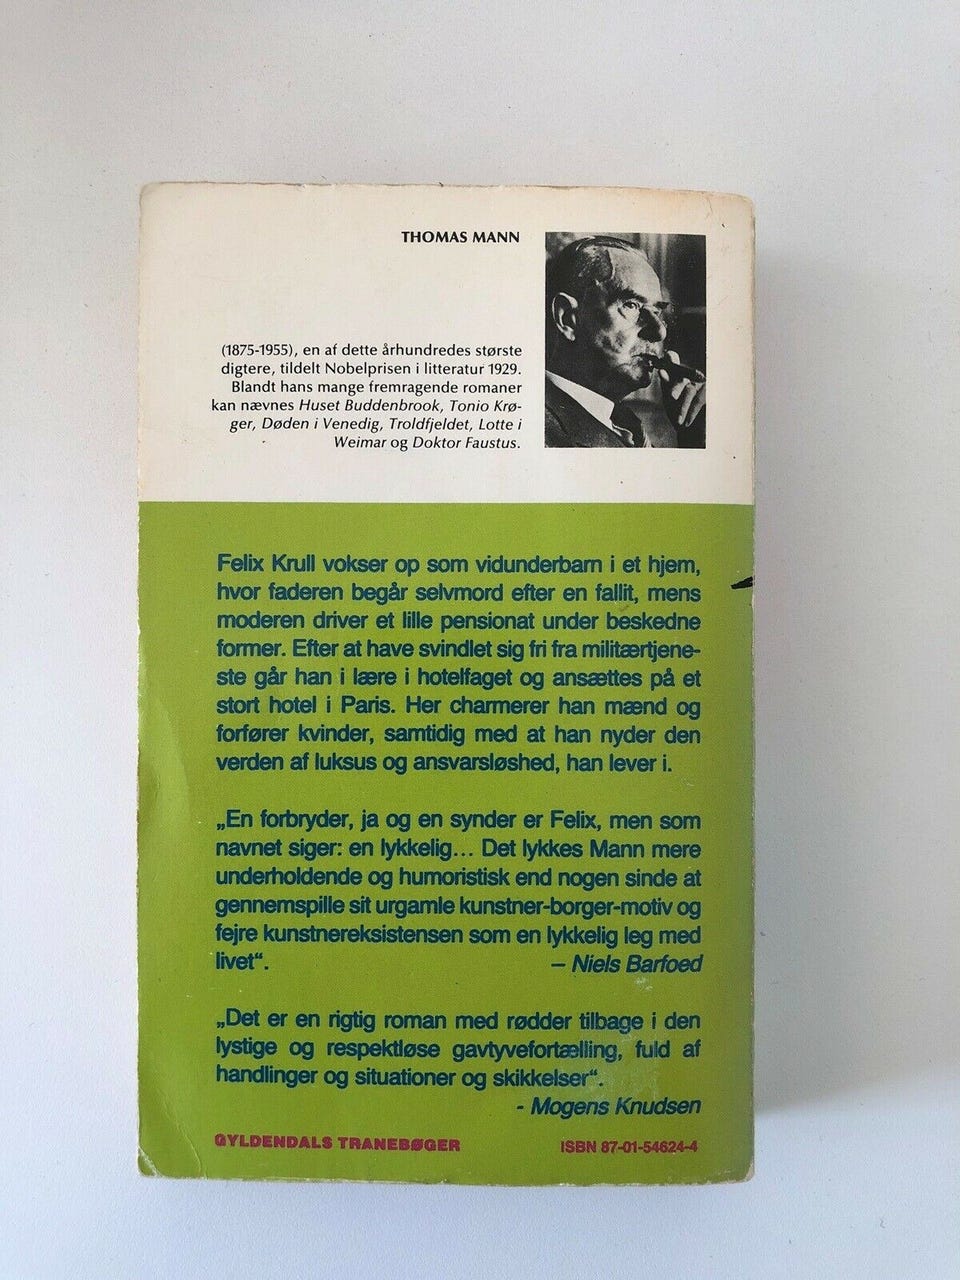 THOMAS MANN
(1875-1955), en af dette århundredes største
digtere, tildelt Nobelprisen i litteratur 1929.
Blandt hans mange fremragende romaner
kan nævnes Huset Buddenbrook, Tonio Krø-
ger, Døden i Venedig, Troldfjeldet, Lotte i
Weimar og Doktor Faustus.
Felix Krull vokser op som vidunderbarn i et hjem,
hvor faderen begår selvmord efter en fallit, mens
moderen driver et lille pensionat under beskedne
former. Efter at have svindlet sig fri fra militærtjene-
ste går han i lære i hotelfaget og ansættes på et
stort hotel i Paris. Her charmerer han mænd og
forfører kvinder, samtidig med at han nyder den
verden af luksus og ansvarsløshed, han lever i.
„En forbryder, ja og en synder er Felix, men som
navnet siger: en lykkelig... Det lykkes Mann mere
underholdende og humoristisk end nogen sinde at
gennemspille sit urgamle kunstner-borger-motiv og
fejre kunstnereksistensen som en lykkelig leg med
livet“. – Niels Barfoed
„Det er en rigtig roman med rødder tilbage i den
lystige og respektløse gavtyvefortælling, fuld af
handlinger og situationer og skikkelser“.
- Mogens Knudsen
GYLDENDALS TRANEBØGER ISBN 87-01-54624-4